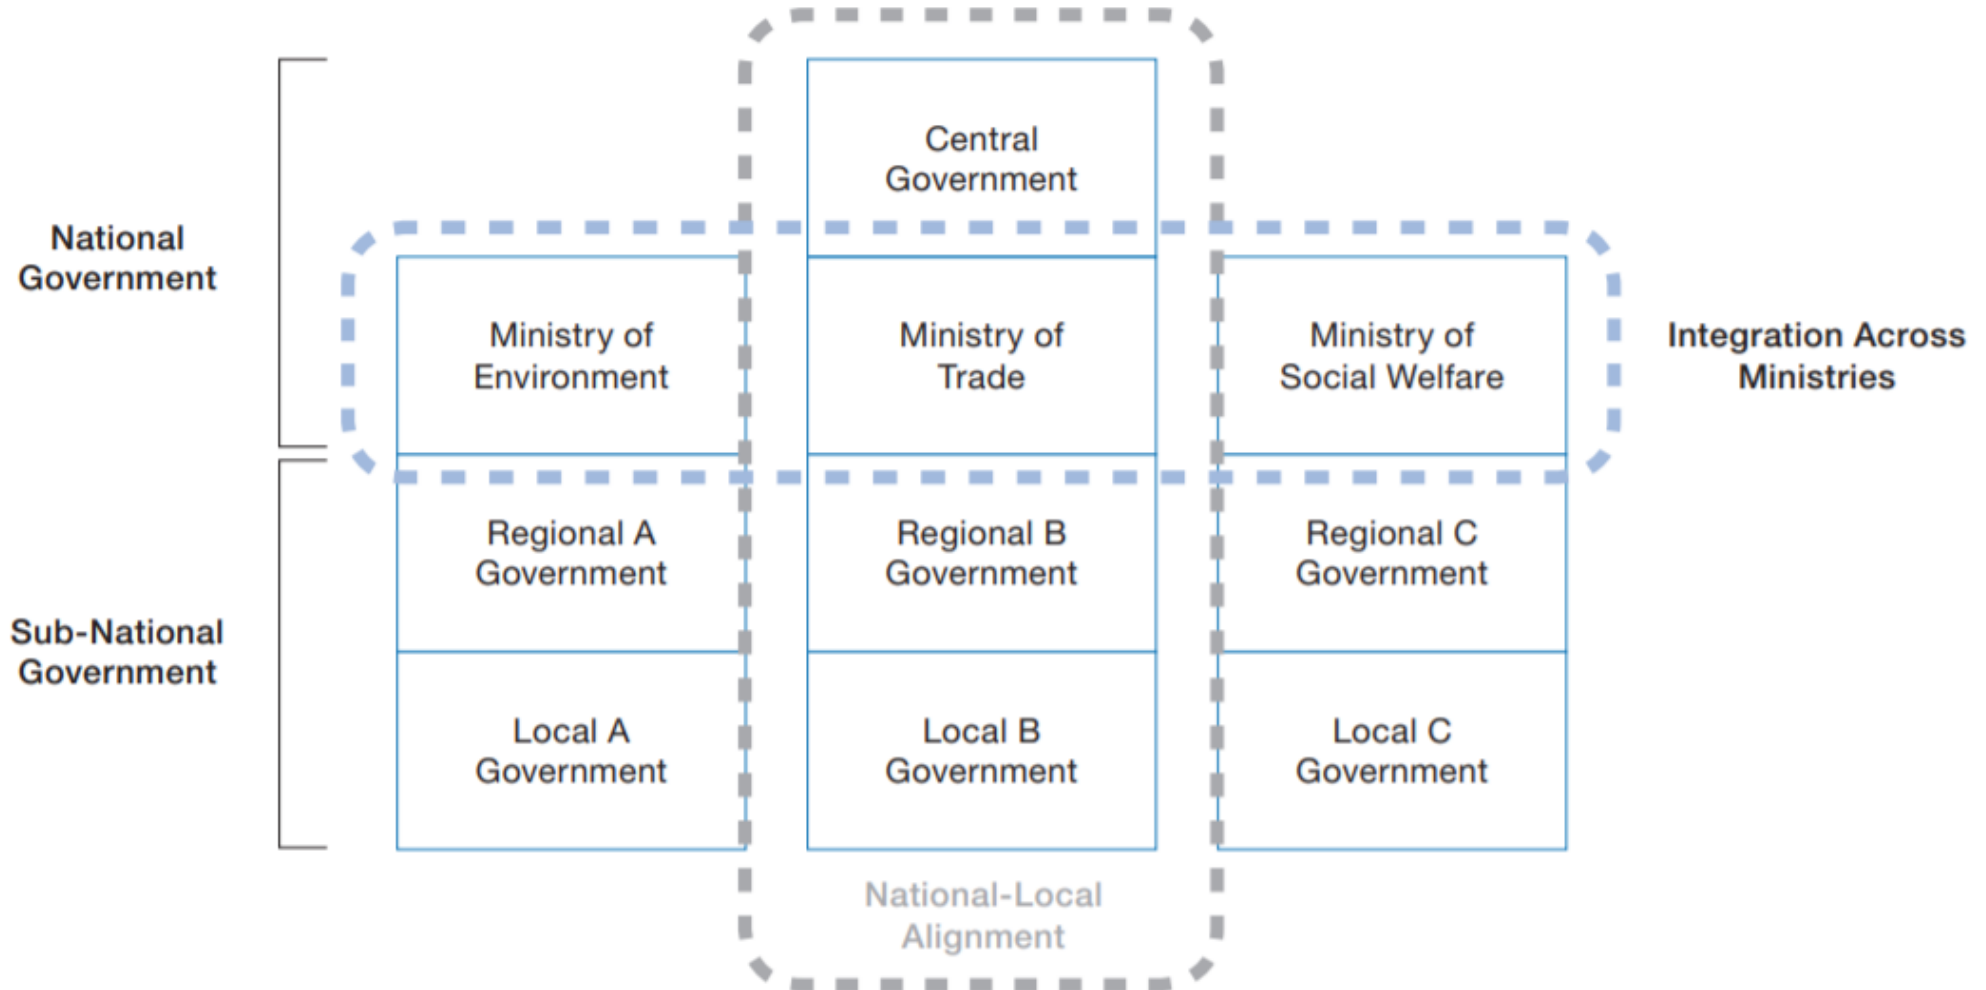 Central
Government
National
Government
Ministry of
Environment
Ministry of
Trade
Ministry of
Social Welfare
Integration Across
Ministries
Regional A
Government
Regional B
Government
Regional C
Government
Sub-National
Government
Local A
Government
Local B
Government
Local C
Government
National-Local
Alignment